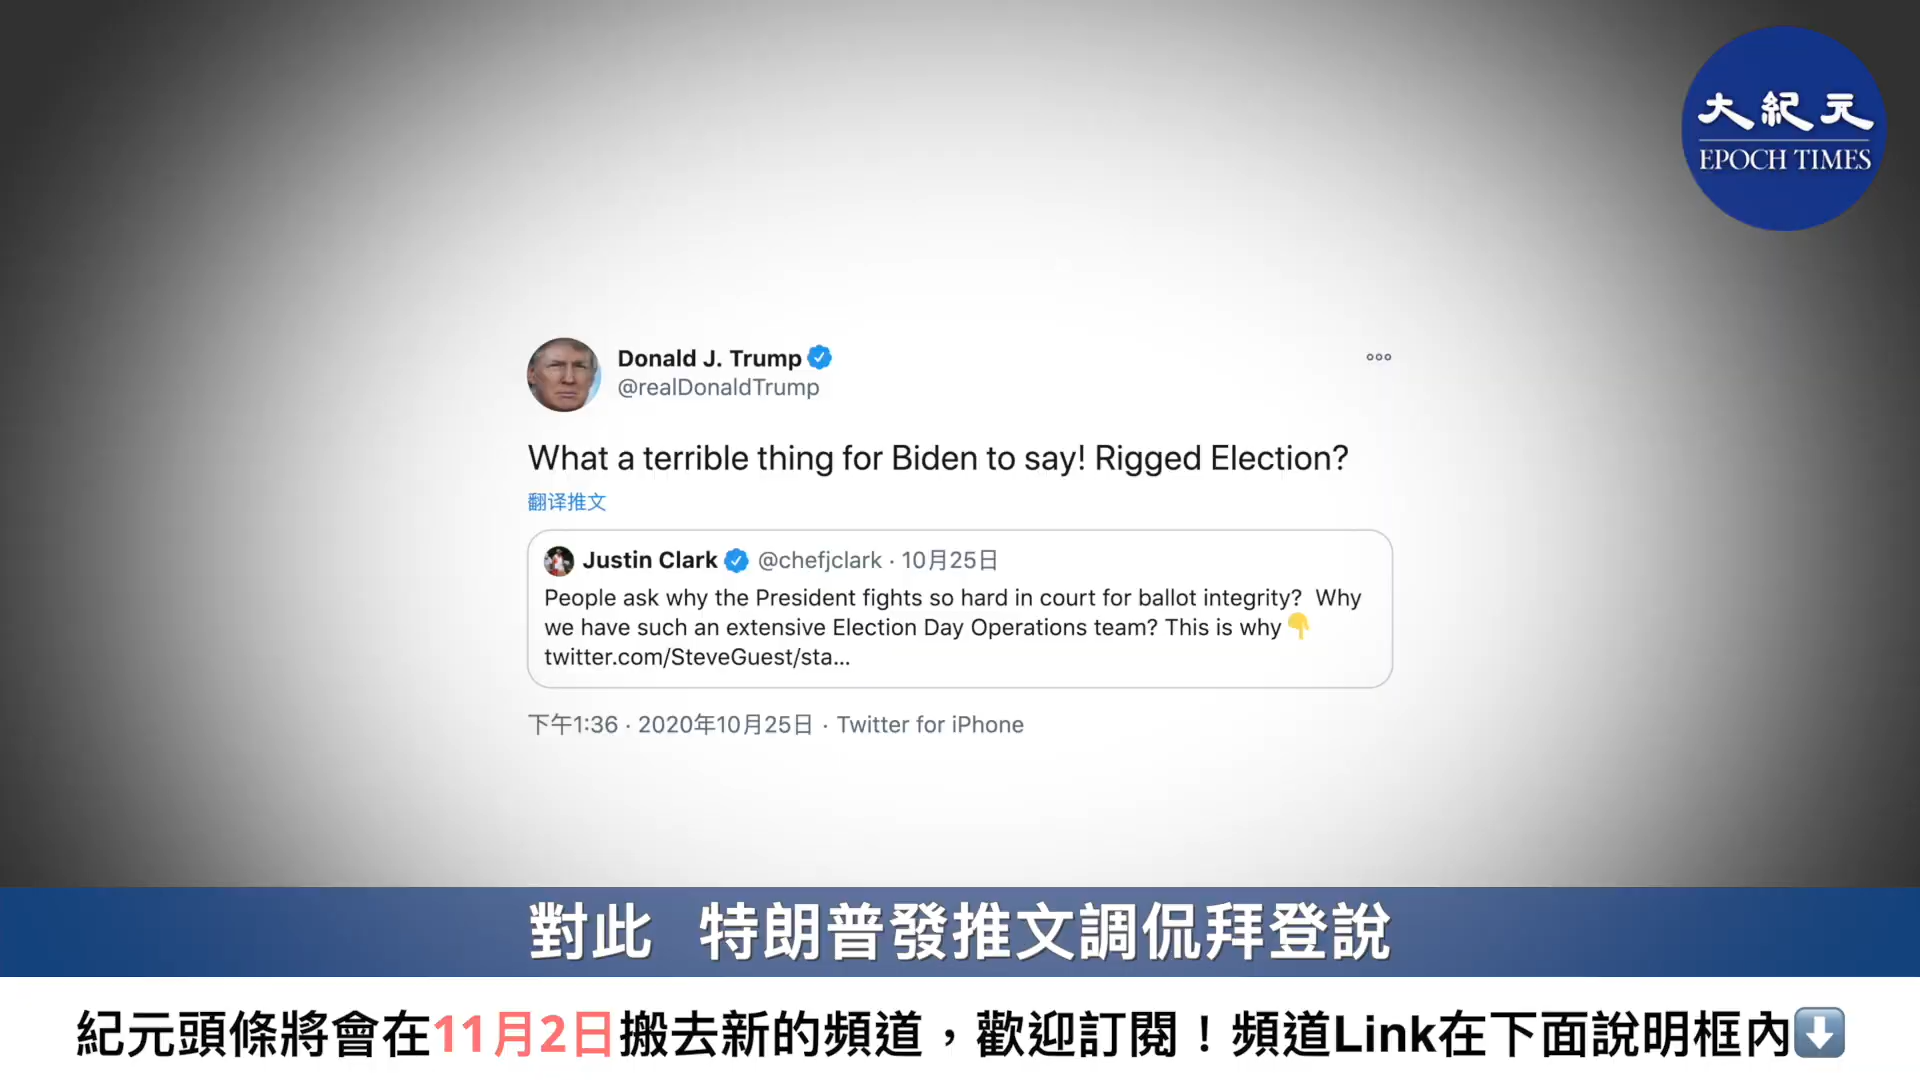 大紀元
EPOCH TIMES
Donald J. Trump
@realDonaldTrump
What a terrible thing for Biden to say! Rigged Election?
翻译推文
Justin Clark @chefjclark · 10月25日
People ask why the President fights so hard in court for ballot integrity? Why
we have such an extensive Election Day Operations team? This is why👇
twitter.com/SteveGuest/sta...
下午1:36 · 2020年10月25日 · Twitter for iPhone
對此 特朗普發推文調侃拜登說
紀元頭條將會在11月2日搬去新的頻道，歡迎訂閱！頻道Link在下面說明框內⬇️